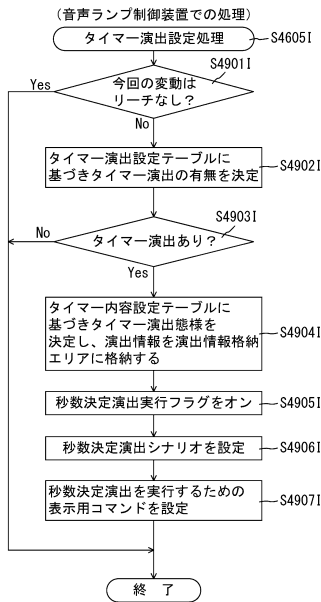 (音声ランプ制御装置での処理)
タイマー演出設定処理
S4605I
S4901I
今回の変動は
リーチなし?
Yes
No
タイマー演出設定テーブルに
基づきタイマー演出の有無を決定
S4902I
S4903I
タイマー演出あり?
No
Yes
タイマー内容設定テーブルに
基づきタイマー演出態様を
決定し、演出情報を演出情報格納
エリアに格納する
S4904I
秒数決定演出実行フラグをオン
S4905I
秒数決定演出シナリオを設定
S4906I
秒数決定演出を実行するための
表示用コマンドを設定
S4907I
終 了